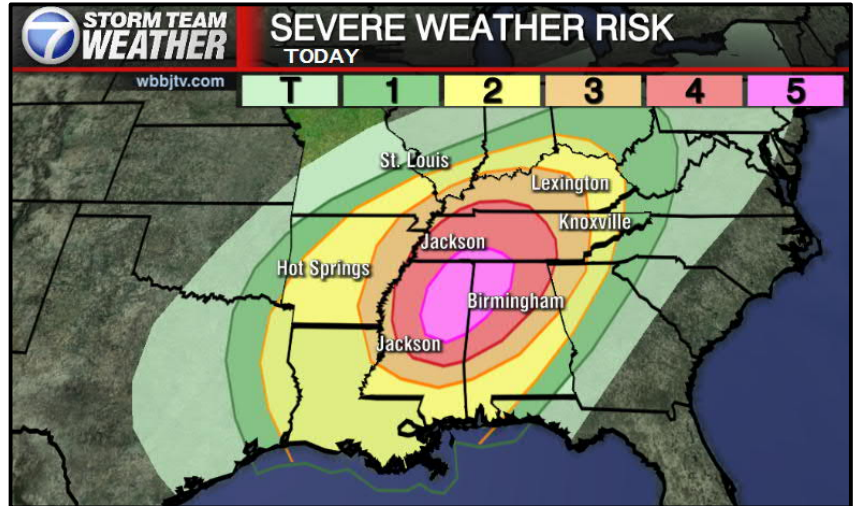 7 STORM TEAM
WEATHER
wbbjtv.com
SEVERE WEATHER RISK
TODAY
T 1 2 3 4 5
St. Louis
Lexington
Knoxville
Jackson
Hot Springs
Birmingham
Jackson